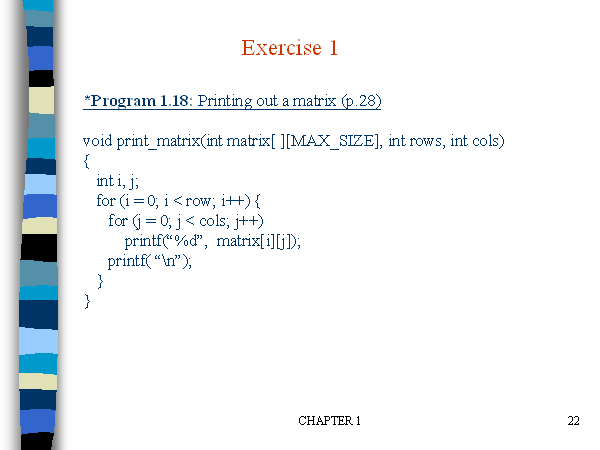 Exercise 1
*Program 1.18: Printing out a matrix (p.28)
void print_matrix(int matrix[ ][MAX_SIZE], int rows, int cols)
{
int i, j;
for (i = 0; i < row; i++) {
for (j = 0; j < cols; j++)
printf(“%d”, matrix[i][j]);
printf( “\n”);
}
}
CHAPTER 1
22